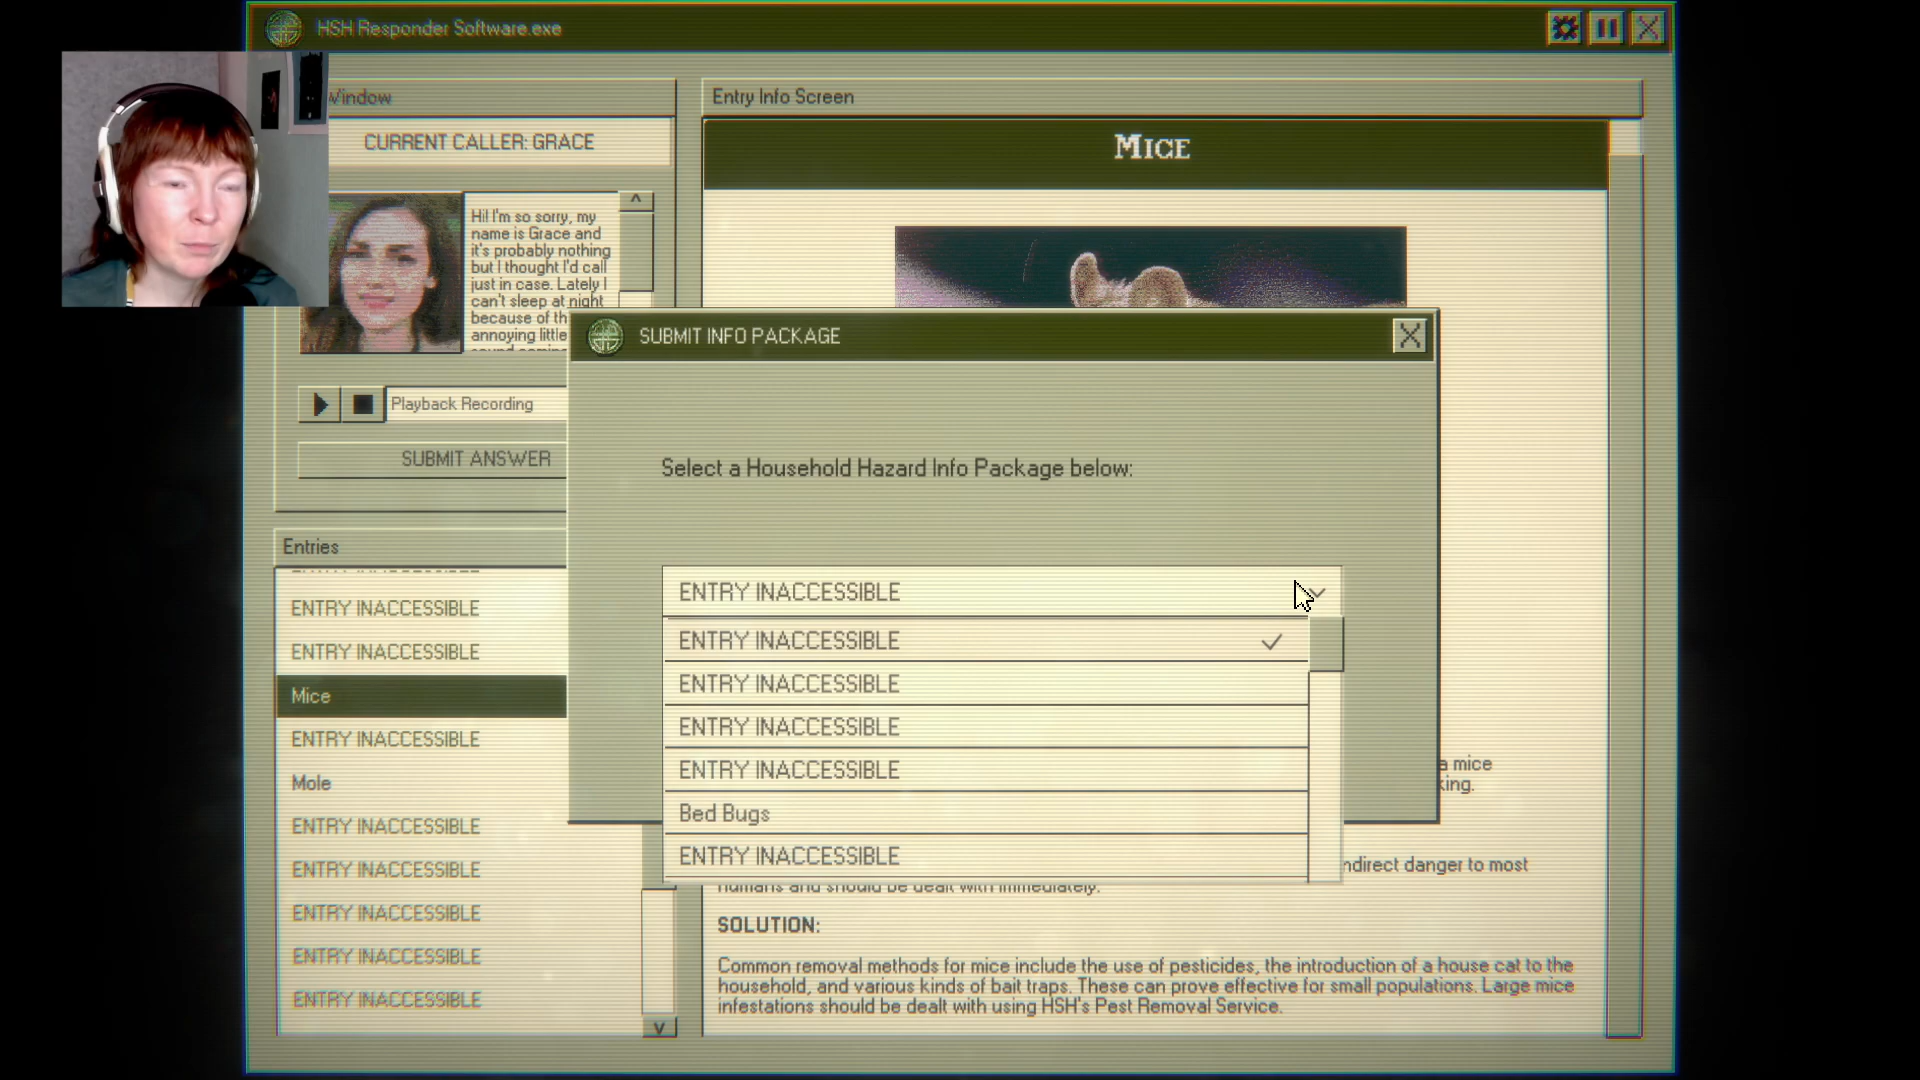 HSH Responder Software.exe
Window
CURRENT CALLER: GRACE
Hi! I'm so sorry, my
name is Grace and
it's probably nothing
but I thought I'd call
just in case. Lately I
can't sleep at night
because of th
annoying little
Playback Recording
SUBMIT ANSWER
Entries
ENTRY INACCESSIBLE
ENTRY INACCESSIBLE
Mice
ENTRY INACCESSIBLE
Mole
ENTRY INACCESSIBLE
ENTRY INACCESSIBLE
ENTRY INACCESSIBLE
ENTRY INACCESSIBLE
ENTRY INACCESSIBLE
Entry Info Screen
MICE
SUBMIT INFO PACKAGE
Select a Household Hazard Info Package below:
ENTRY INACCESSIBLE
ENTRY INACCESSIBLE
ENTRY INACCESSIBLE
ENTRY INACCESSIBLE
ENTRY INACCESSIBLE
Bed Bugs
ENTRY INACCESSIBLE
a mice
king.
ndirect danger to most
humans and should be dealt with immediately.
SOLUTION:
Common removal methods for mice include the use of pesticides, the introduction of a house cat to the
household, and various kinds of bait traps. These can prove effective for small populations. Large mice
infestations should be dealt with using HSH's Pest Removal Service.